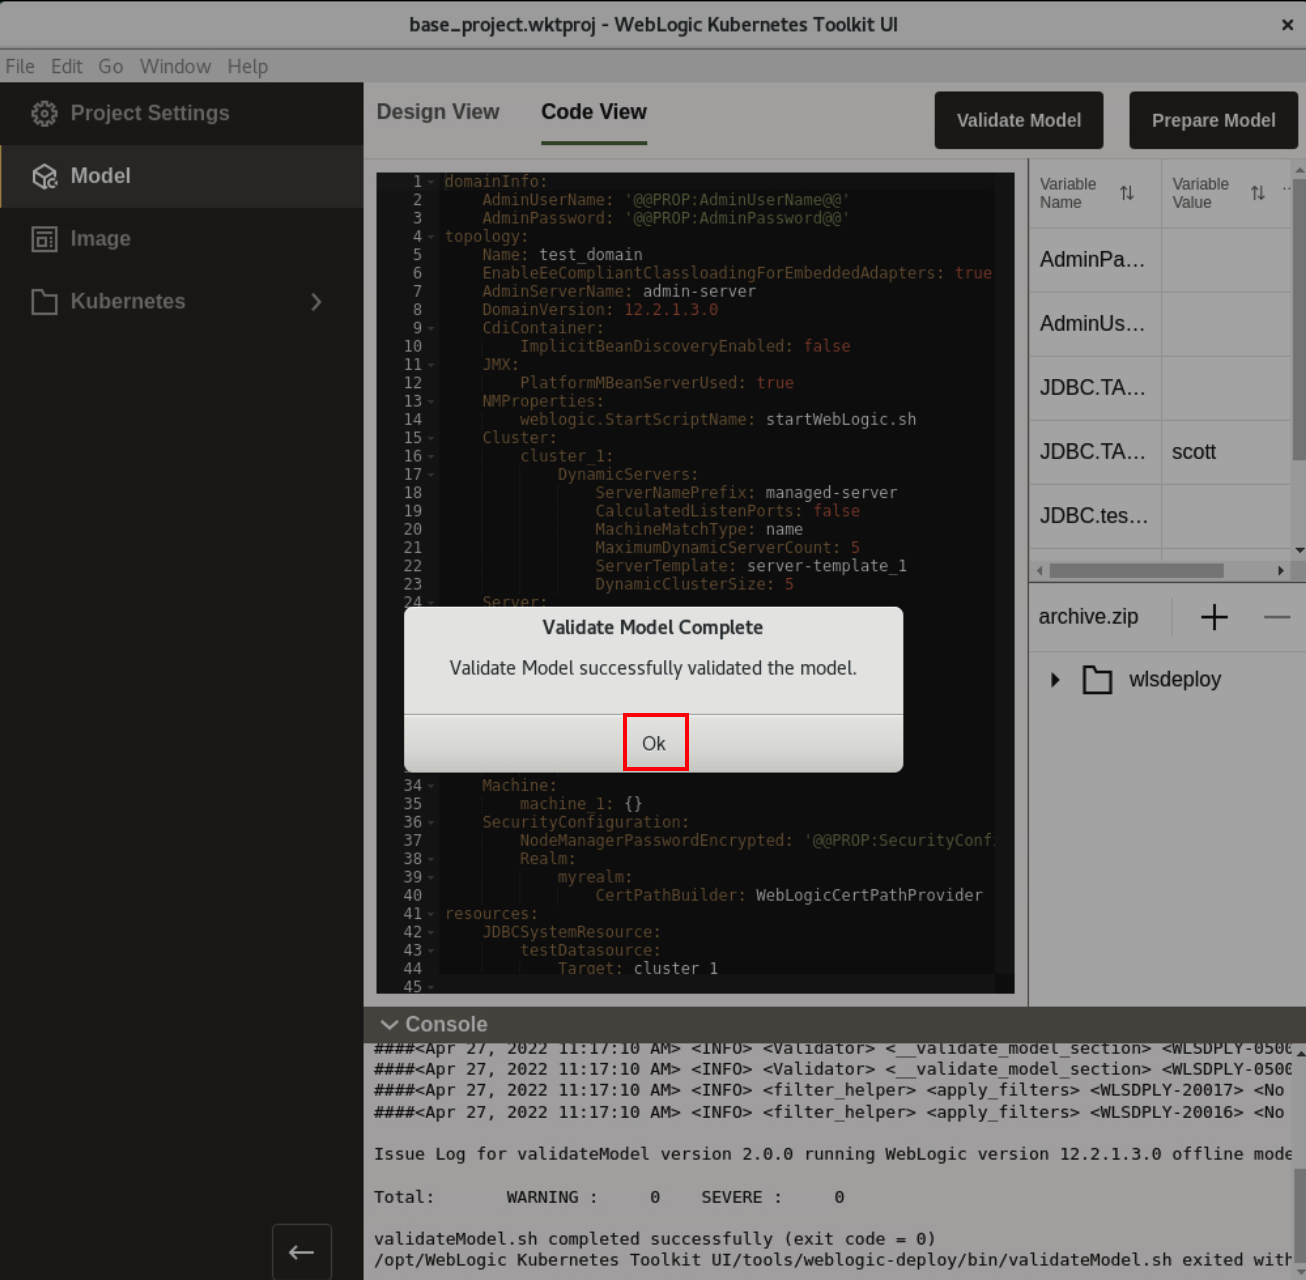 base_project.wktproj - WebLogic Kubernetes Toolkit UI
File Edit Go Window Help
Project Settings
Model
Image
Kubernetes
Design View Code View Validate Model Prepare Model
1 domainInfo:
2 AdminUserName: '@@PROP:AdminUserName@@'
3 AdminPassword: '@@PROP:AdminPassword@@'
4 topology:
5 Name: test_domain
6 EnableEeCompliantClassloadingForEmbeddedAdapters: true
7 AdminServerName: admin-server
8 DomainVersion: 12.2.1.3.0
9 CdiContainer:
10 ImplicitBeanDiscoveryEnabled: false
11 JMX:
12 PlatformMBeanServerUsed: true
13 NMProperties:
14 weblogic.StartScriptName: startWebLogic.sh
15 Cluster:
16 cluster_1:
17 DynamicServers:
18 ServerNamePrefix: managed-server
19 CalculatedListenPorts: false
20 MachineMatchType: name
21 MaximumDynamicServerCount: 5
22 ServerTemplate: server-template_1
23 DynamicClusterSize: 5
24 Server:
Validate Model Complete
Validate Model successfully validated the model.
Ok
34 Machine:
35 machine_1: {}
36 SecurityConfiguration:
37 NodeManagerPasswordEncrypted: '@@PROP:SecurityConf
38 Realm:
39 myrealm:
40 CertPathBuilder: WebLogicCertPathProvider
41 resources:
42 JDBCSystemResource:
43 testDatasource:
44 Target: cluster_1
45
Variable Name Variable Value ..
AdminPa...
AdminUs...
JDBC.TA...
JDBC.TA... scott
JDBC.tes...
archive.zip
wlsdeploy
Console
####<Apr 27, 2022 11:17:10 AM> <INFO> <Validator> <__validate_model_section> <WLSDPLY-0500
####<Apr 27, 2022 11:17:10 AM> <INFO> <Validator> <__validate_model_section> <WLSDPLY-0500
####<Apr 27, 2022 11:17:10 AM> <INFO> <filter_helper> <apply_filters> <WLSDPLY-20017> <No
####<Apr 27, 2022 11:17:10 AM> <INFO> <filter_helper> <apply_filters> <WLSDPLY-20016> <No
Issue Log for validateModel version 2.0.0 running WebLogic version 12.2.1.3.0 offline mode
Total: WARNING : 0 SEVERE : 0
validateModel.sh completed successfully (exit code = 0)
/opt/WebLogic Kubernetes Toolkit UI/tools/weblogic-deploy/bin/validateModel.sh exited with